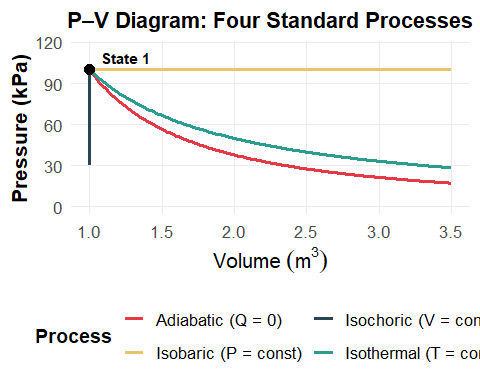 P–V Diagram: Four Standard Processes
120
90
60
30
0
Pressure (kPa)
State 1
1.0 1.5 2.0 2.5 3.0 3.5
Volume (m³)
Process
Adiabatic (Q = 0)
Isochoric (V = con
Isobaric (P = const)
Isothermal (T = co